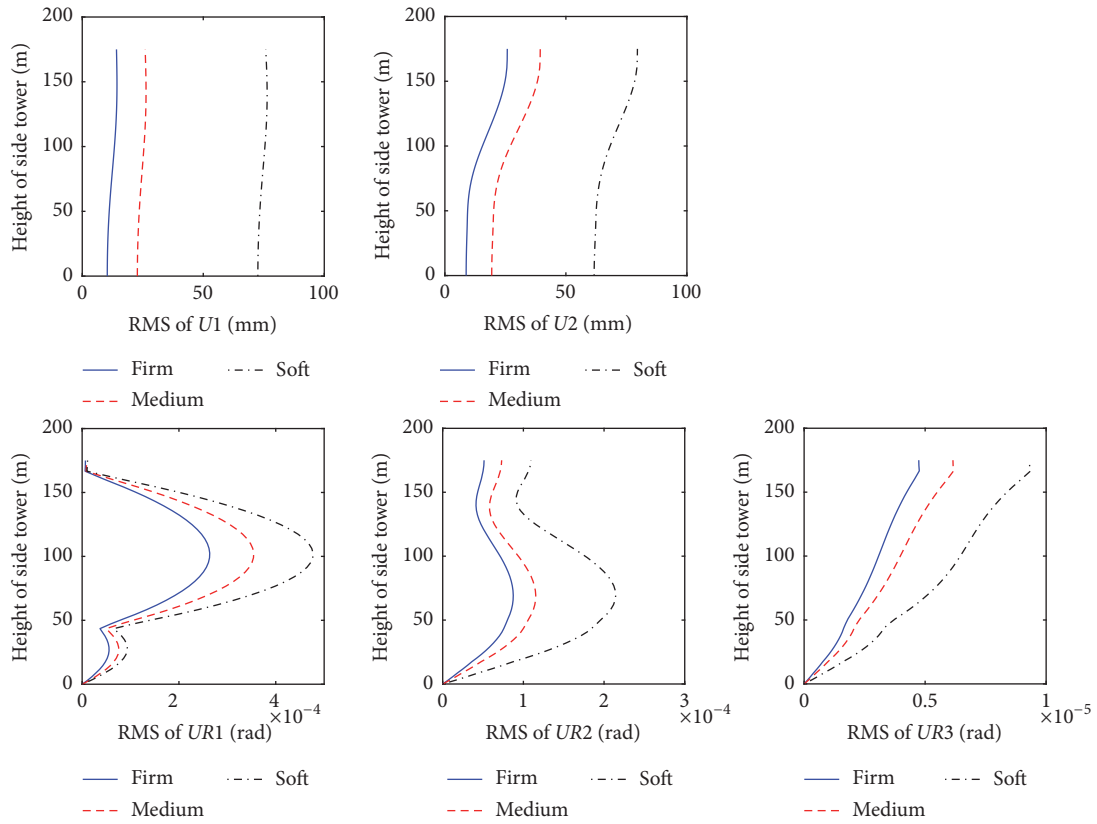 200
150
100
50
0
Height of side tower (m)
0 50 100
RMS of U1 (mm)
Firm Soft
Medium
200
150
100
50
0
Height of side tower (m)
0 50 100
RMS of U2 (mm)
Firm Soft
Medium
200
150
100
50
0
Height of side tower (m)
0 2 4
×10⁻⁴
RMS of UR1 (rad)
Firm Soft
Medium
200
150
100
50
0
Height of side tower (m)
0 1 2 3
×10⁻⁴
RMS of UR2 (rad)
Firm Soft
Medium
200
150
100
50
0
Height of side tower (m)
0 0.5 1
×10⁻⁵
RMS of UR3 (rad)
Firm Soft
Medium